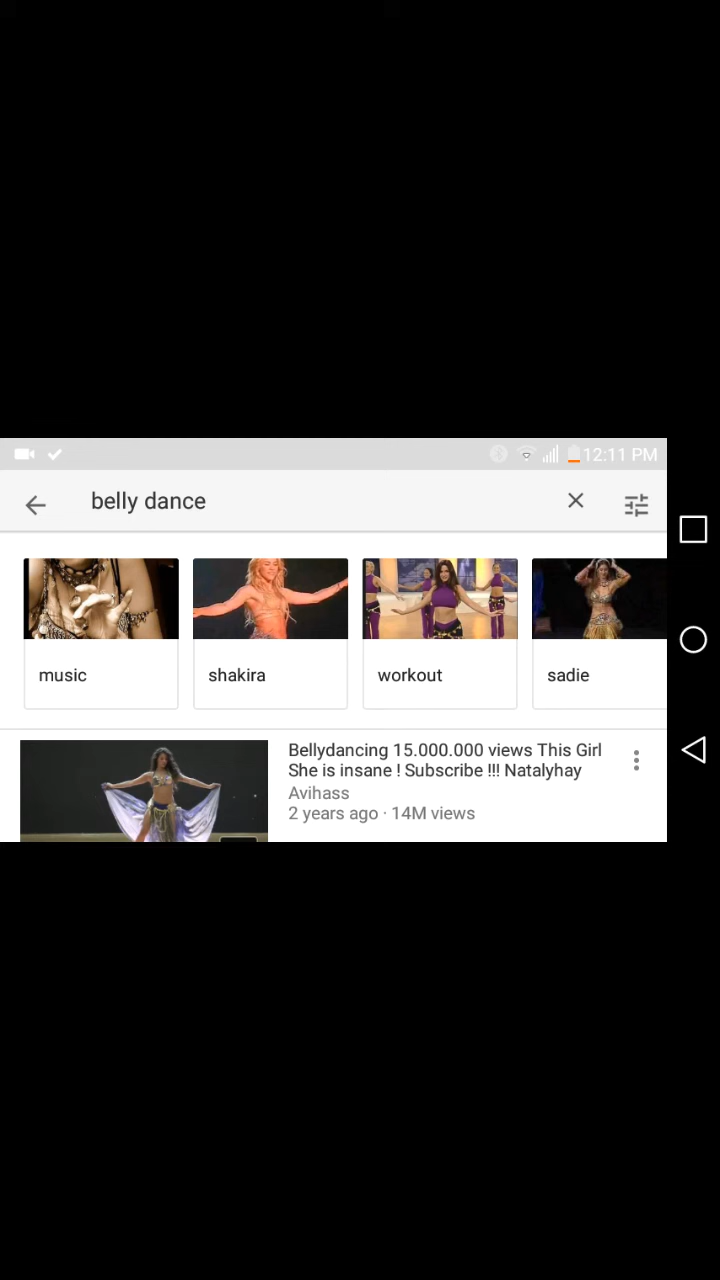 12:11 PM
belly dance
music
shakira
workout
sadie
Bellydancing 15.000.000 views This Girl
She is insane ! Subscribe !!! Natalyhay
Avihass
2 years ago · 14M views